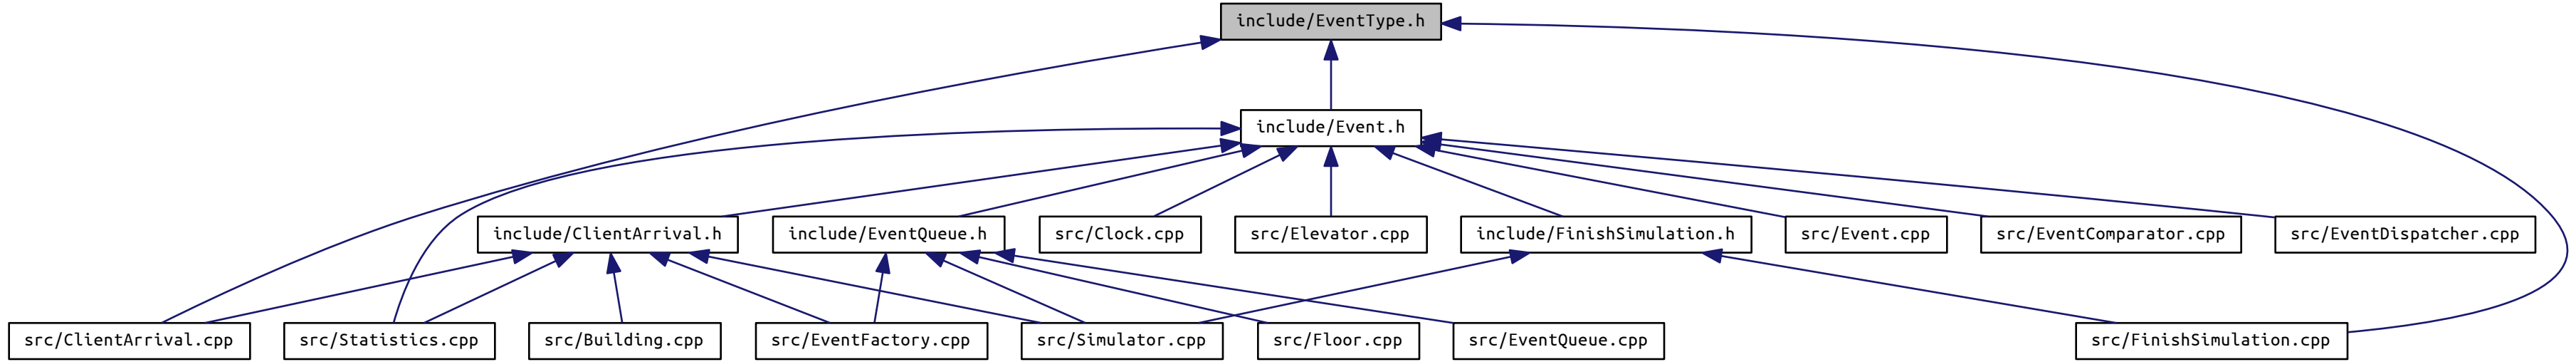 include/EventType.h
include/Event.h
include/ClientArrival.h
include/EventQueue.h
src/Clock.cpp
src/Elevator.cpp
include/FinishSimulation.h
src/Event.cpp
src/EventComparator.cpp
src/EventDispatcher.cpp
src/ClientArrival.cpp
src/Statistics.cpp
src/Building.cpp
src/EventFactory.cpp
src/Simulator.cpp
src/Floor.cpp
src/EventQueue.cpp
src/FinishSimulation.cpp